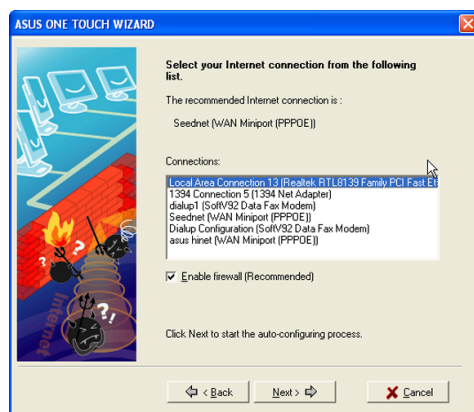 ASUS ONE TOUCH WIZARD
Select your Internet connection from the following
list.
The recommended Internet connection is :
Seednet (WAN Miniport (PPPOE))
Connections:
Local Area Connection 13 (Realtek RTL8139 Family PCI Fast Et
1394 Connection 5 (1394 Net Adapter)
dialup1 (SoftV92 Data Fax Modem)
Seednet (WAN Miniport (PPPOE))
Dialup Configuration (SoftV92 Data Fax Modem)
asus hinet (WAN Miniport (PPPOE))
Enable firewall (Recommended)
Internet
Click Next to start the auto-configuring process.
< Back
Next >
Cancel